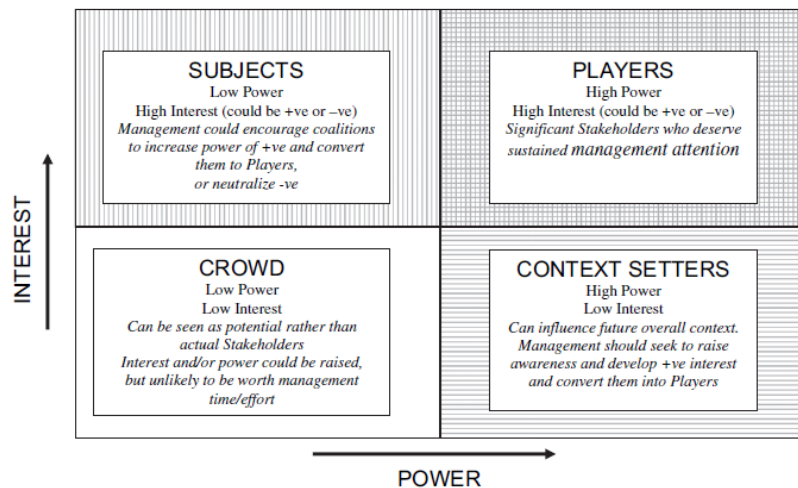 SUBJECTS
Low Power
High Interest (could be +ve or –ve)
Management could encourage coalitions
to increase power of +ve and convert
them to Players,
or neutralize -ve
PLAYERS
High Power
High Interest (could be +ve or –ve)
Significant Stakeholders who deserve
sustained management attention
INTEREST
CROWD
Low Power
Low Interest
Can be seen as potential rather than
actual Stakeholders
Interest and/or power could be raised,
but unlikely to be worth management
time/effort
CONTEXT SETTERS
High Power
Low Interest
Can influence future overall context.
Management should seek to raise
awareness and develop +ve interest
and convert them into Players
POWER